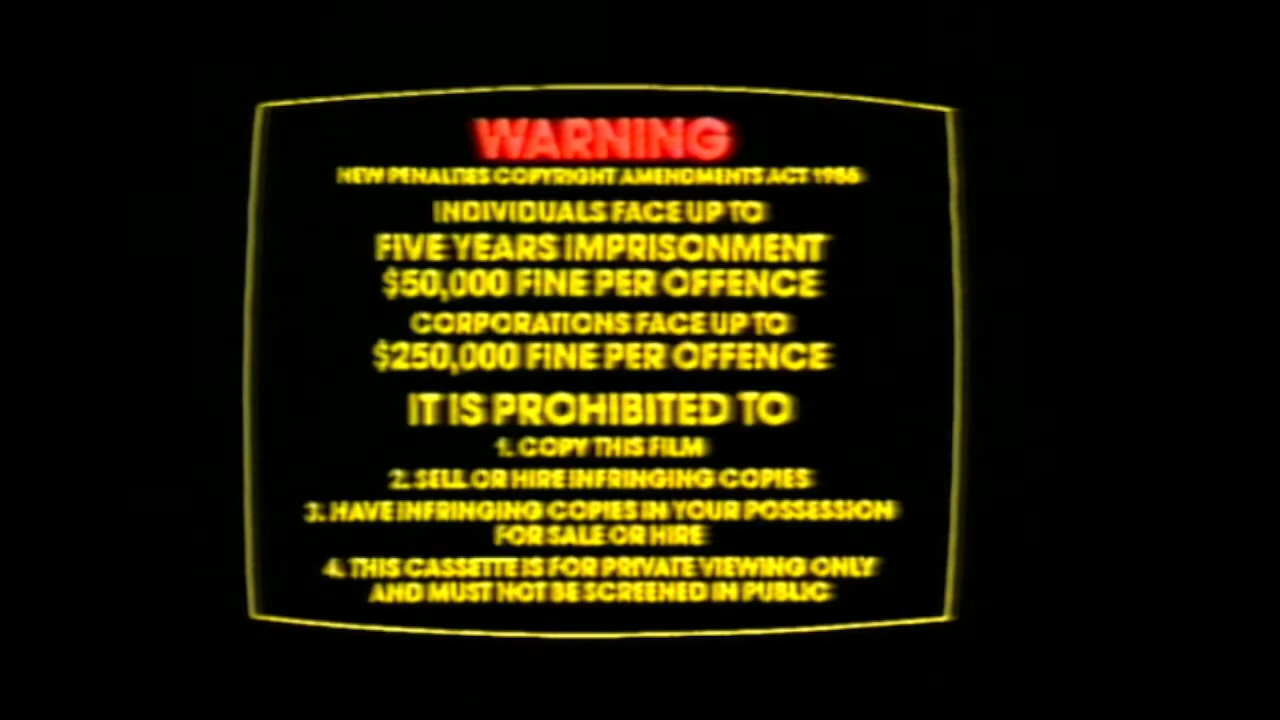 WARNING
NEW PENALTIES COPYRIGHT AMENDMENTS ACT 1986
INDIVIDUALS FACE UP TO
FIVE YEARS IMPRISONMENT
$50,000 FINE PER OFFENCE
CORPORATIONS FACE UP TO
$250,000 FINE PER OFFENCE
IT IS PROHIBITED TO
1. COPY THIS FILM
2. SELL OR HIRE INFRINGING COPIES
3. HAVE INFRINGING COPIES IN YOUR POSSESSION
FOR SALE OR HIRE
4. THIS CASSETTE IS FOR PRIVATE VIEWING ONLY
AND MUST NOT BE SCREENED IN PUBLIC